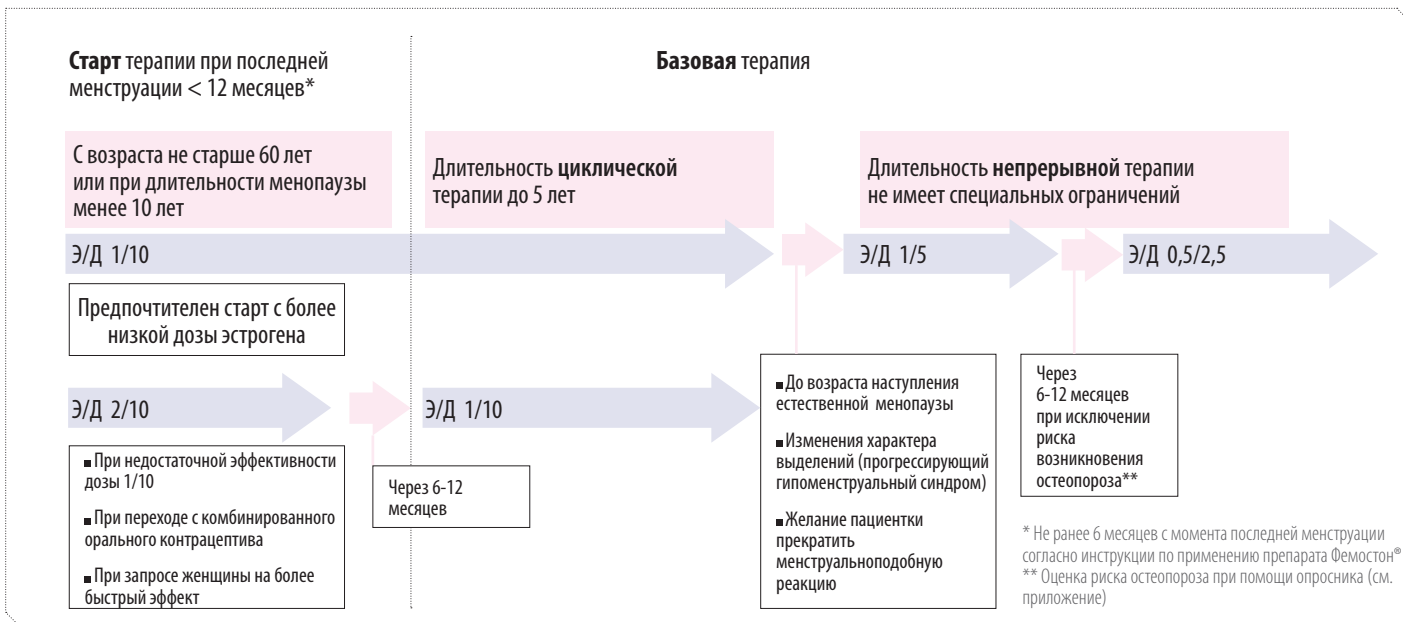 Старт терапии при последней
менструации < 12 месяцев*
Базовая терапия
С возраста не старше 60 лет
или при длительности менопаузы
менее 10 лет
Длительность циклической
терапии до 5 лет
Длительность непрерывной терапии
не имеет специальных ограничений
Э/Д 1/10
Э/Д 1/5
Э/Д 0,5/2,5
Предпочтителен старт с более
низкой дозы эстрогена
Э/Д 2/10
Э/Д 1/10
■ При недостаточной эффективности
дозы 1/10
■ При переходе с комбинированного
орального контрацептива
■ При запросе женщины на более
быстрый эффект
Через 6-12
месяцев
■ До возраста наступления
естественной менопаузы
■ Изменения характера
выделений (прогрессирующий
гипоменструальный синдром)
■ Желание пациентки
прекратить
менструальноподобную
реакцию
Через
6-12 месяцев
при исключении
риска
возникновения
остеопороза**
* Не ранее 6 месяцев с момента последней менструации
согласно инструкции по применению препарата Фемостон®
** Оценка риска остеопороза при помощи опросника (см.
приложение)